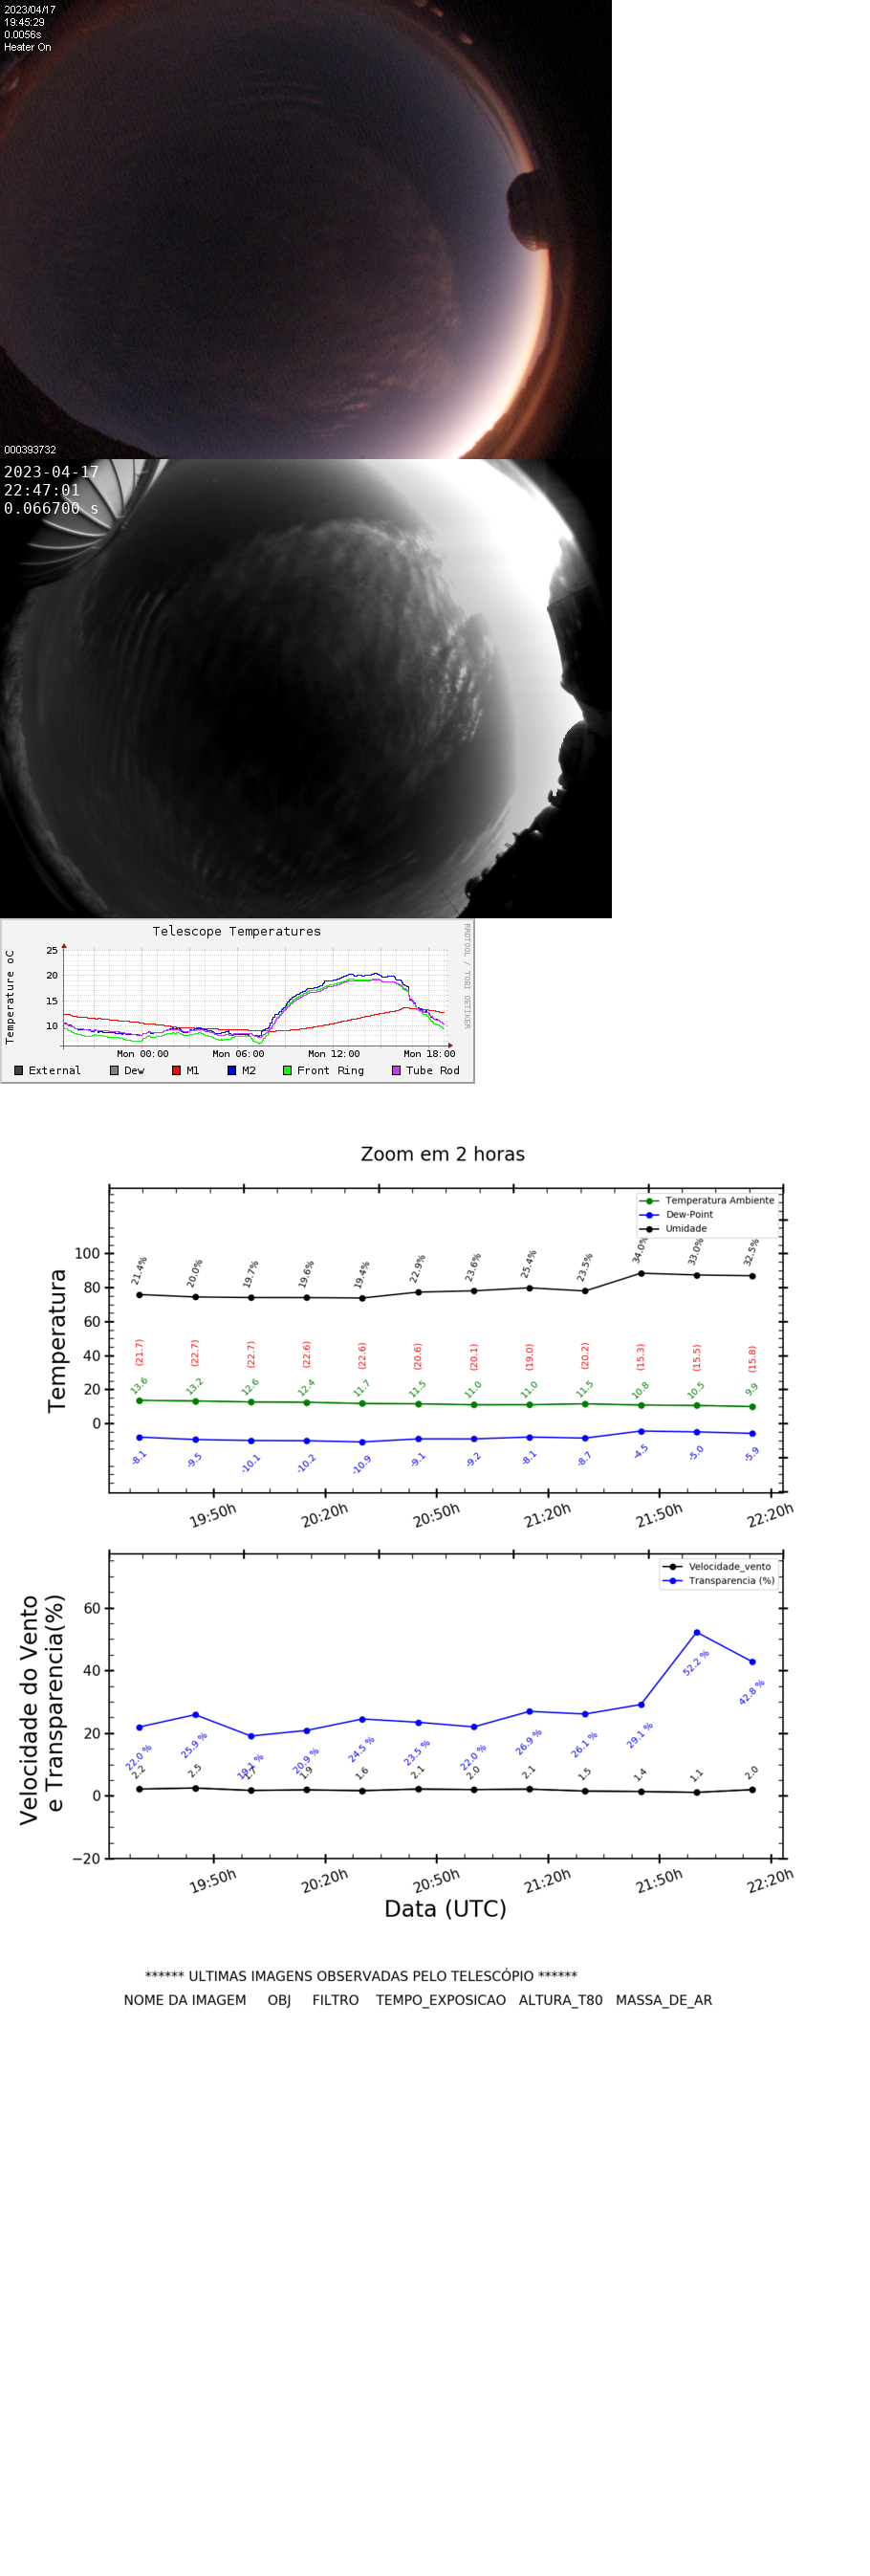 2023/04/17
19:45:29
0.0056s
Heater On
000393732
2023-04-17
22:47:01
0.066700 s
Telescope Temperatures
RRDTOOL / TOBI OETIKER
Temperature oC
25
20
15
10
Mon 00:00 Mon 06:00 Mon 12:00 Mon 18:00
External Dew M1 M2 Front Ring Tube Rod
Zoom em 2 horas
Temperatura Ambiente
Dew-Point
Umidade
Temperatura
100
80
60
40
20
0
21.4% 20.0% 19.7% 19.6% 19.4% 22.9% 23.6% 25.4% 23.5% 34.0% 33.0% 32.5%
(21.7) (22.7) (22.7) (22.6) (22.6) (20.6) (20.1) (19.0) (20.2) (15.3) (15.5) (15.8)
13.6 13.2 12.6 12.4 11.7 11.5 11.0 11.0 11.5 10.8 10.5 9.9
-8.1 -9.5 -10.1 -10.2 -10.9 -9.1 -9.2 -8.1 -8.7 -4.5 -5.0 -5.9
19:50h 20:20h 20:50h 21:20h 21:50h 22:20h
Velocidade_vento
Transparencia (%)
Velocidade do Vento
e Transparencia(%)
60
40
20
0
−20
22.0 % 25.9 % 19.1 % 20.9 % 24.5 % 23.5 % 22.0 % 26.9 % 26.1 % 29.1 % 52.2 % 42.8 %
2.2 2.5 1.7 1.9 1.6 2.1 2.0 2.1 1.5 1.4 1.1 2.0
19:50h 20:20h 20:50h 21:20h 21:50h 22:20h
Data (UTC)
****** ULTIMAS IMAGENS OBSERVADAS PELO TELESCÓPIO ******
NOME DA IMAGEM OBJ FILTRO TEMPO_EXPOSICAO ALTURA_T80 MASSA_DE_AR